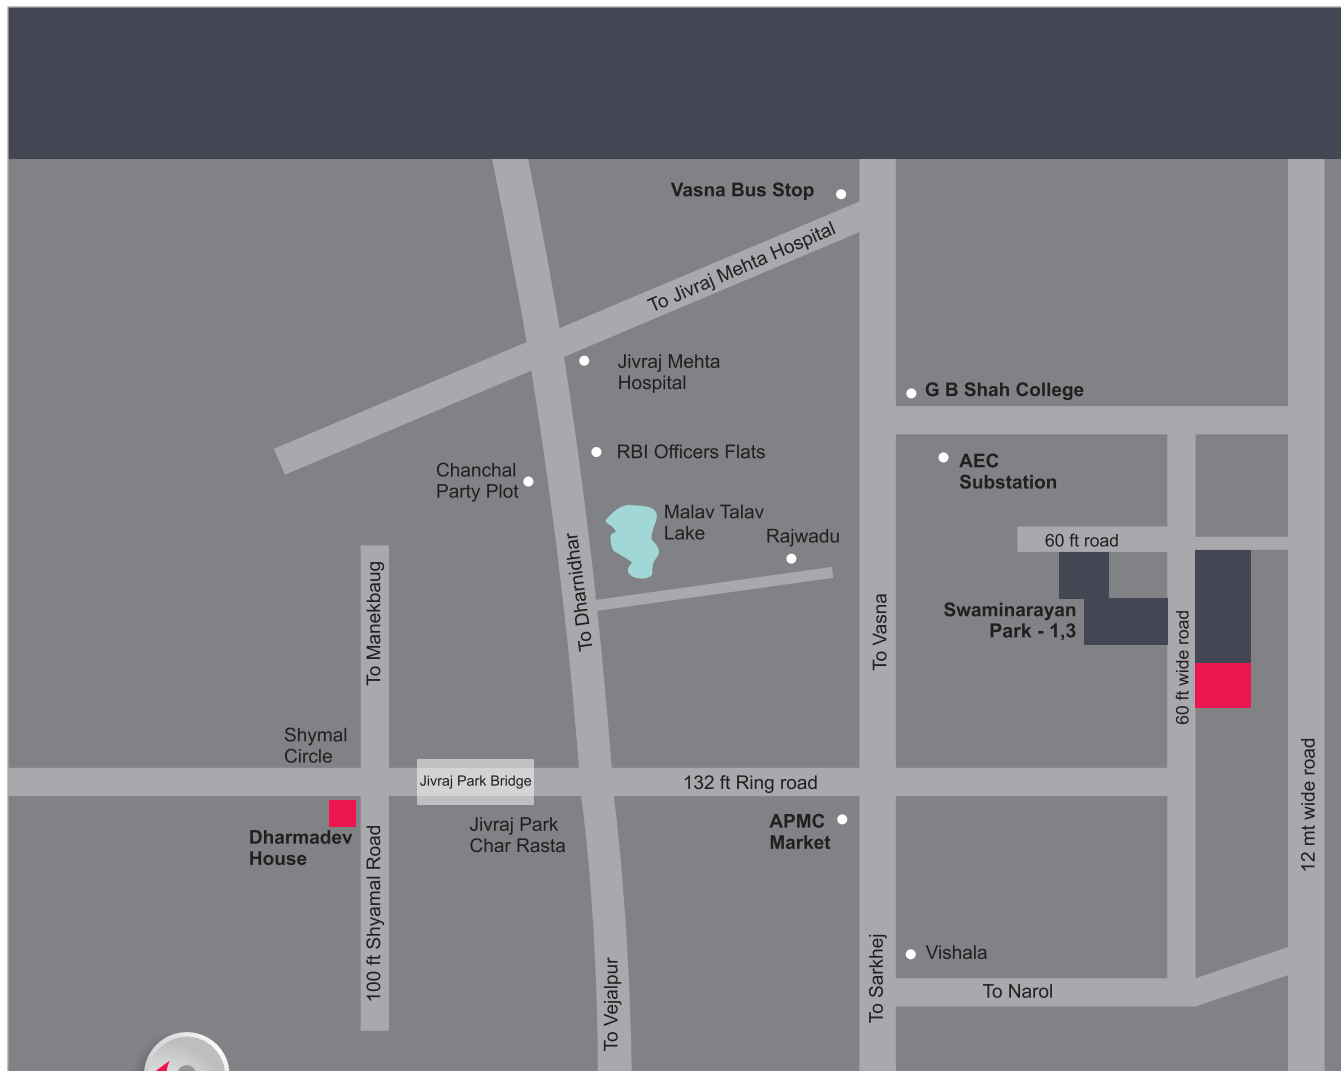 Vasna Bus Stop
To Jivraj Mehta Hospital
Jivraj Mehta
Hospital
G B Shah College
RBI Officers Flats
AEC
Substation
Chanchal
Party Plot
Malav Talav
Lake
Rajwadu
60 ft road
To Dharnidhar
To Manekbaug
To Vasna
Swaminarayan
Park - 1,3
60 ft wide road
Shymal
Circle
Jivraj Park Bridge
132 ft Ring road
12 mt wide road
Dharmadev
House
Jivraj Park
Char Rasta
APMC
Market
100 ft Shyamal Road
To Vejalpur
To Sarkhej
Vishala
To Narol